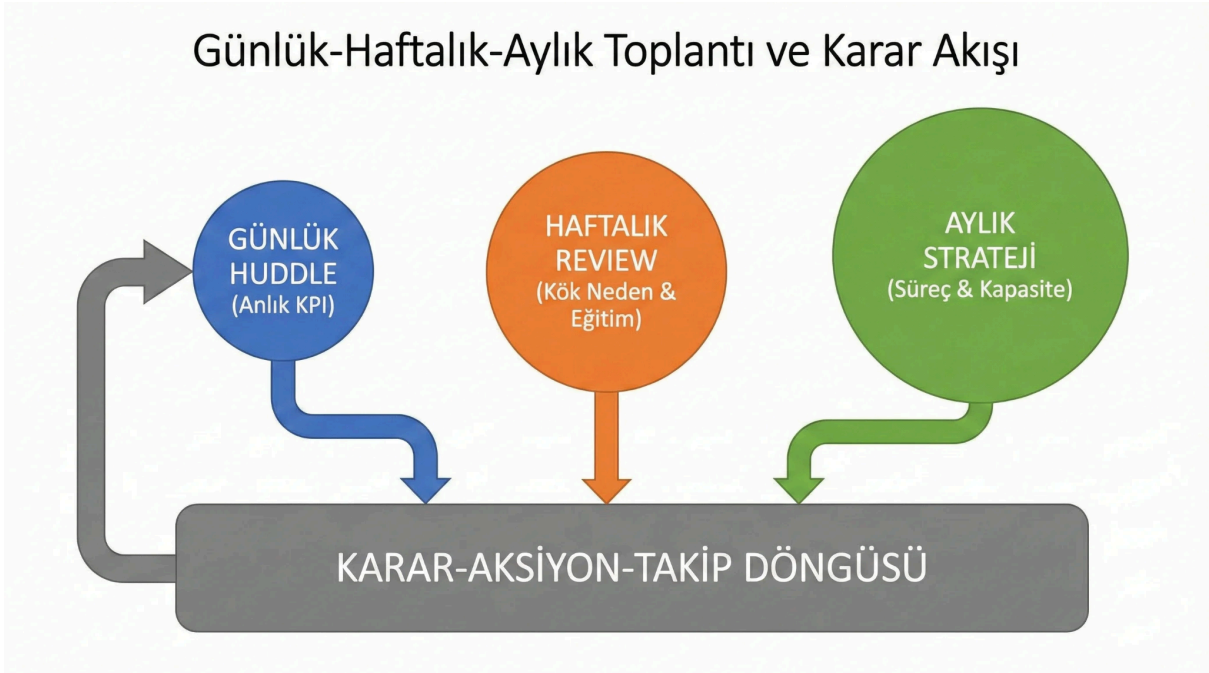 Günlük-Haftalık-Aylık Toplantı ve Karar Akışı
GÜNLÜK
HUDDLE
(Anlık KPI)
HAFTALIK
REVIEW
(Kök Neden &
Eğitim)
AYLIK
STRATEJİ
(Süreç & Kapasite)
KARAR-AKSİYON-TAKİP DÖNGÜSÜ